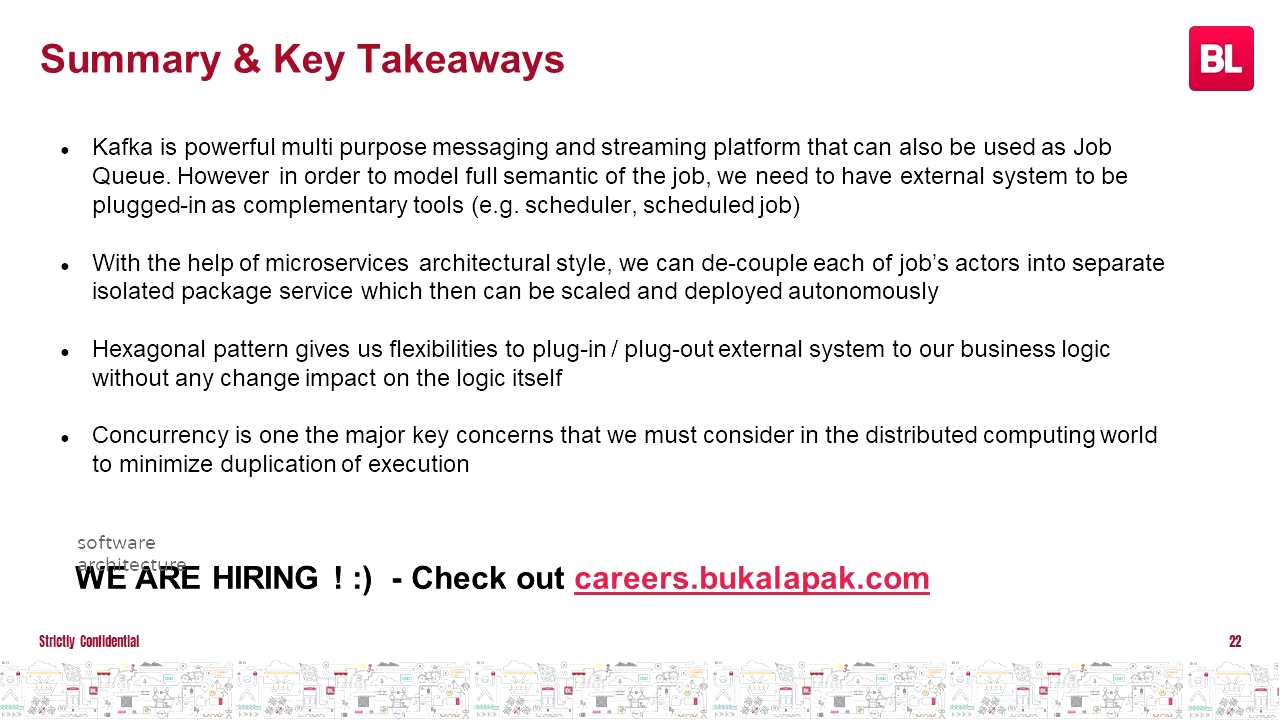 Summary & Key Takeaways
BL
● Kafka is powerful multi purpose messaging and streaming platform that can also be used as Job
Queue. However in order to model full semantic of the job, we need to have external system to be
plugged-in as complementary tools (e.g. scheduler, scheduled job)
● With the help of microservices architectural style, we can de-couple each of job’s actors into separate
isolated package service which then can be scaled and deployed autonomously
● Hexagonal pattern gives us flexibilities to plug-in / plug-out external system to our business logic
without any change impact on the logic itself
● Concurrency is one the major key concerns that we must consider in the distributed computing world
to minimize duplication of execution
software
architecture
WE ARE HIRING ! :) - Check out careers.bukalapak.com
Strictly Confidential
22